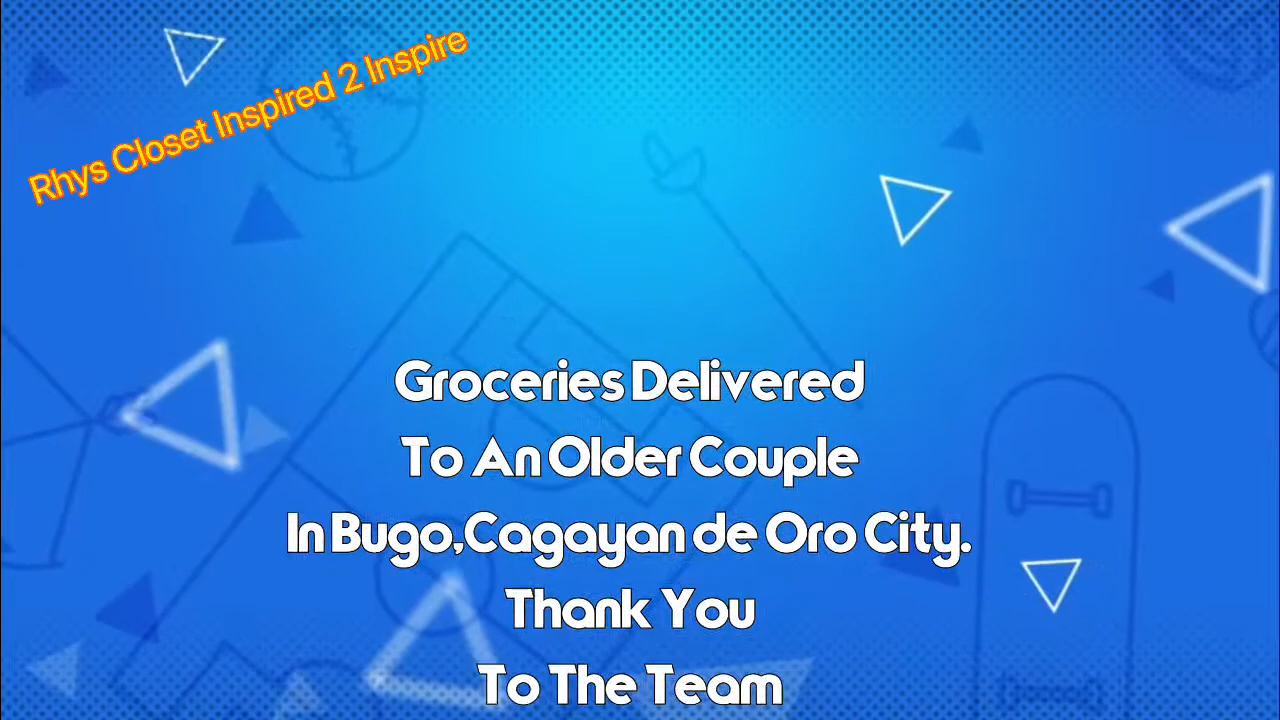 Rhys Closet Inspired 2 Inspire
Groceries Delivered
To An Older Couple
In Bugo,Cagayan de Oro City.
Thank You
To The Team